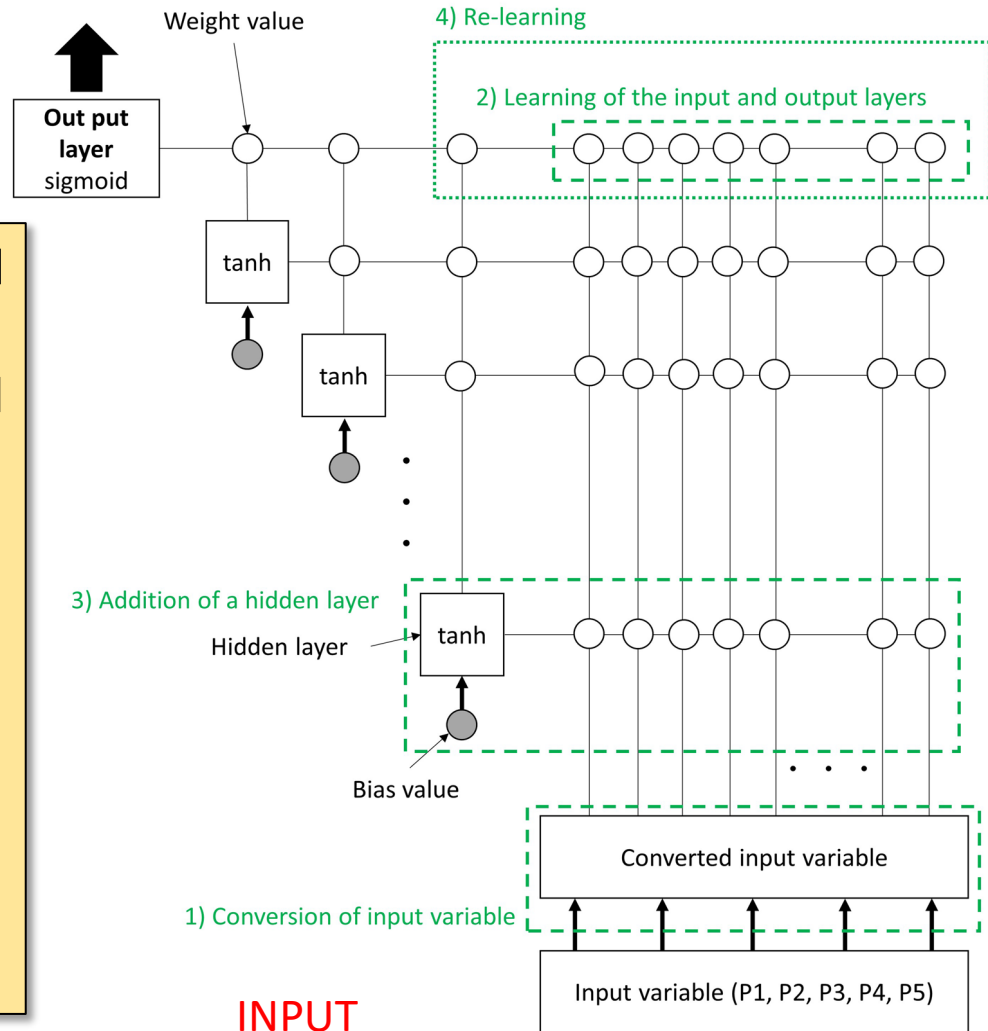 4) Re-learning
Weight value
2) Learning of the input and output layers
Out put
layer
sigmoid
tanh
tanh
3) Addition of a hidden layer
Hidden layer
tanh
Bias value
Converted input variable
1) Conversion of input variable
Input variable (P1, P2, P3, P4, P5)
INPUT